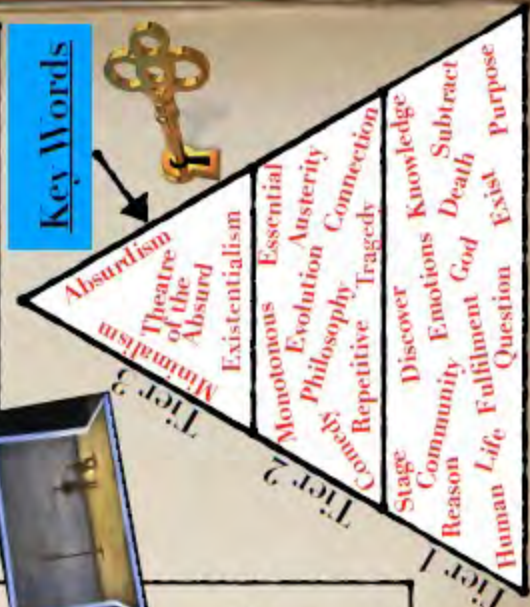 Key Words
Tier 3
Minimalism
Absurdism
Theatre
of the
Absurd
Existentialism
Tier 2
Monotonous
Essential
Evolution
Austerity
Philosophy
Connection
Comedy
Repetitive
Tragedy
Tier 1
Stage
Discover
Knowledge
Community
Emotions
Subtract
Reason
God
Death
Human
Life
Fulfilment
Question
Exist
Purpose